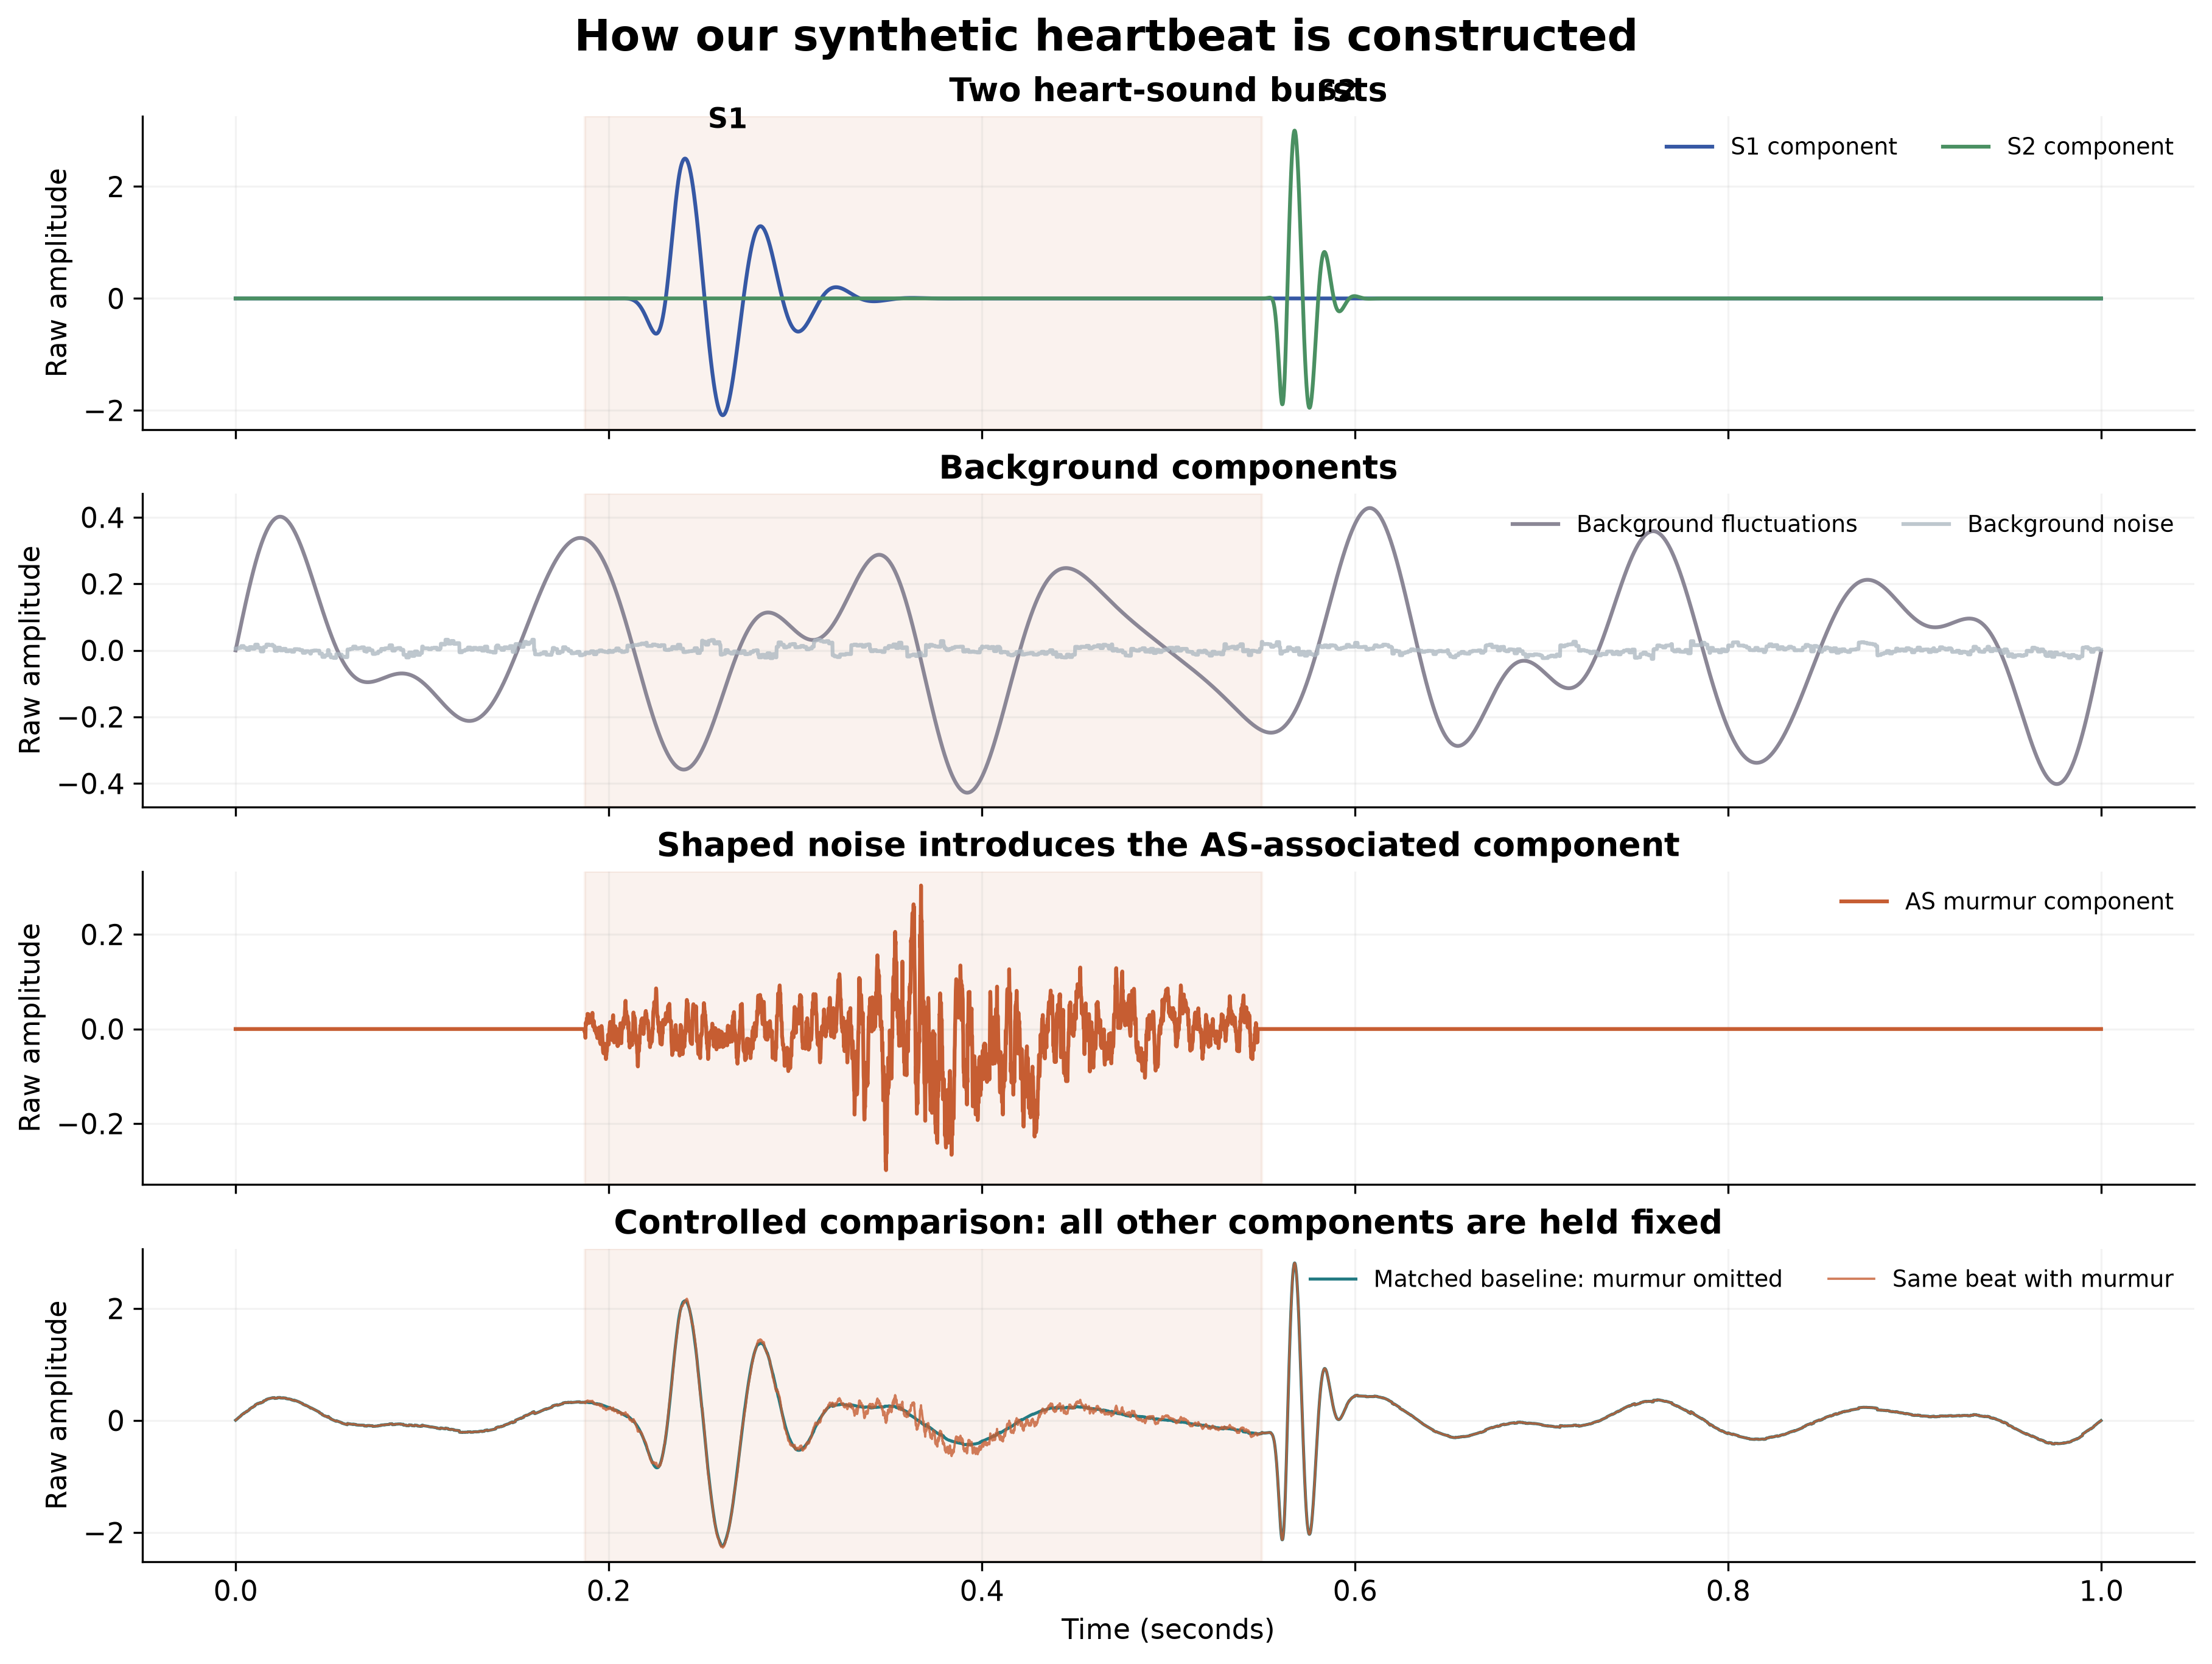 How our synthetic heartbeat is constructed
Two heart-sound bursts
S2
S1
S1 component
S2 component
Raw amplitude
2
0
−2
Background components
Background fluctuations
Background noise
Raw amplitude
0.4
0.2
0.0
−0.2
−0.4
Shaped noise introduces the AS-associated component
AS murmur component
Raw amplitude
0.2
0.0
−0.2
Controlled comparison: all other components are held fixed
Matched baseline: murmur omitted
Same beat with murmur
Raw amplitude
2
0
−2
0.0 0.2 0.4 0.6 0.8 1.0
Time (seconds)